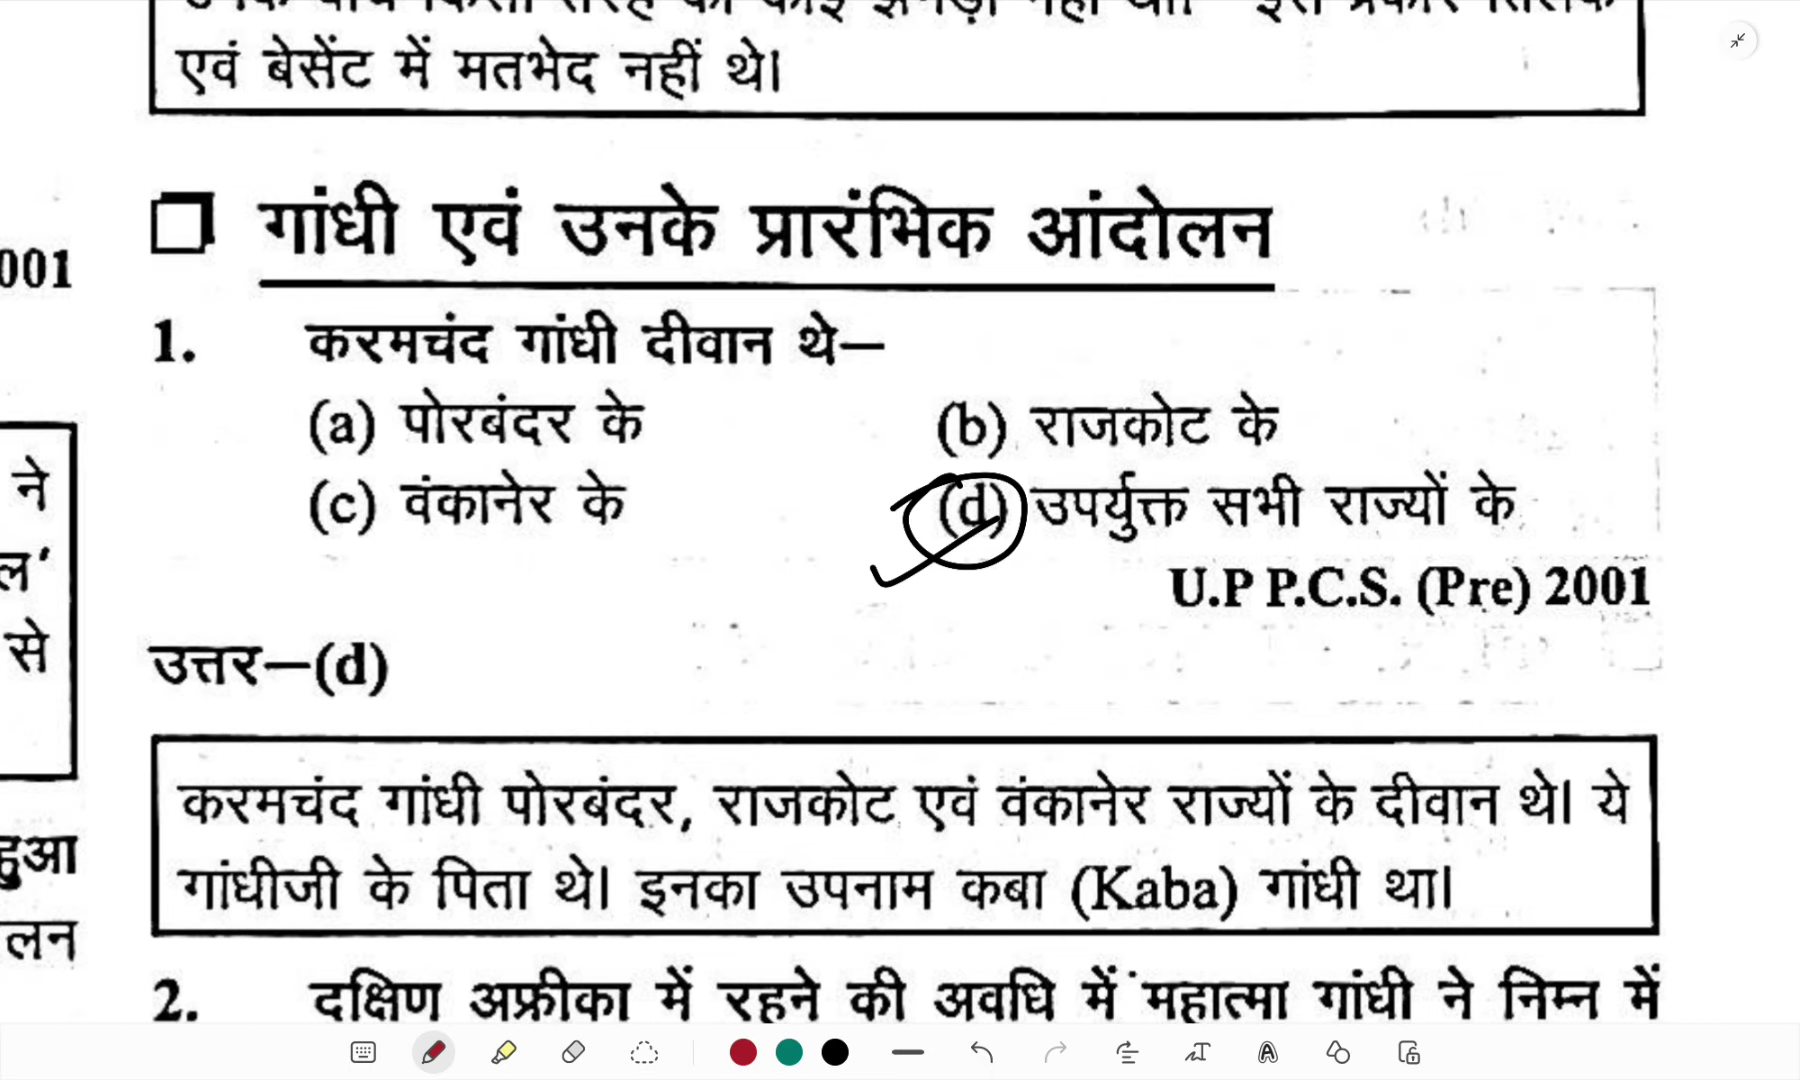 एवं बेसेंट में मतभेद नहीं थे।
गांधी एवं उनके प्रारंभिक आंदोलन
001
1. करमचंद गांधी दीवान थे—
(a) पोरबंदर के (b) राजकोट के
(c) वंकानेर के (d) उपर्युक्त सभी राज्यों के
U.P P.C.S. (Pre) 2001
उत्तर—(d)
करमचंद गांधी पोरबंदर, राजकोट एवं वंकानेर राज्यों के दीवान थे। ये
गांधीजी के पिता थे। इनका उपनाम कबा (Kaba) गांधी था।
2. दक्षिण अफ्रीका में रहने की अवधि में महात्मा गांधी ने निम्न में
ने
से